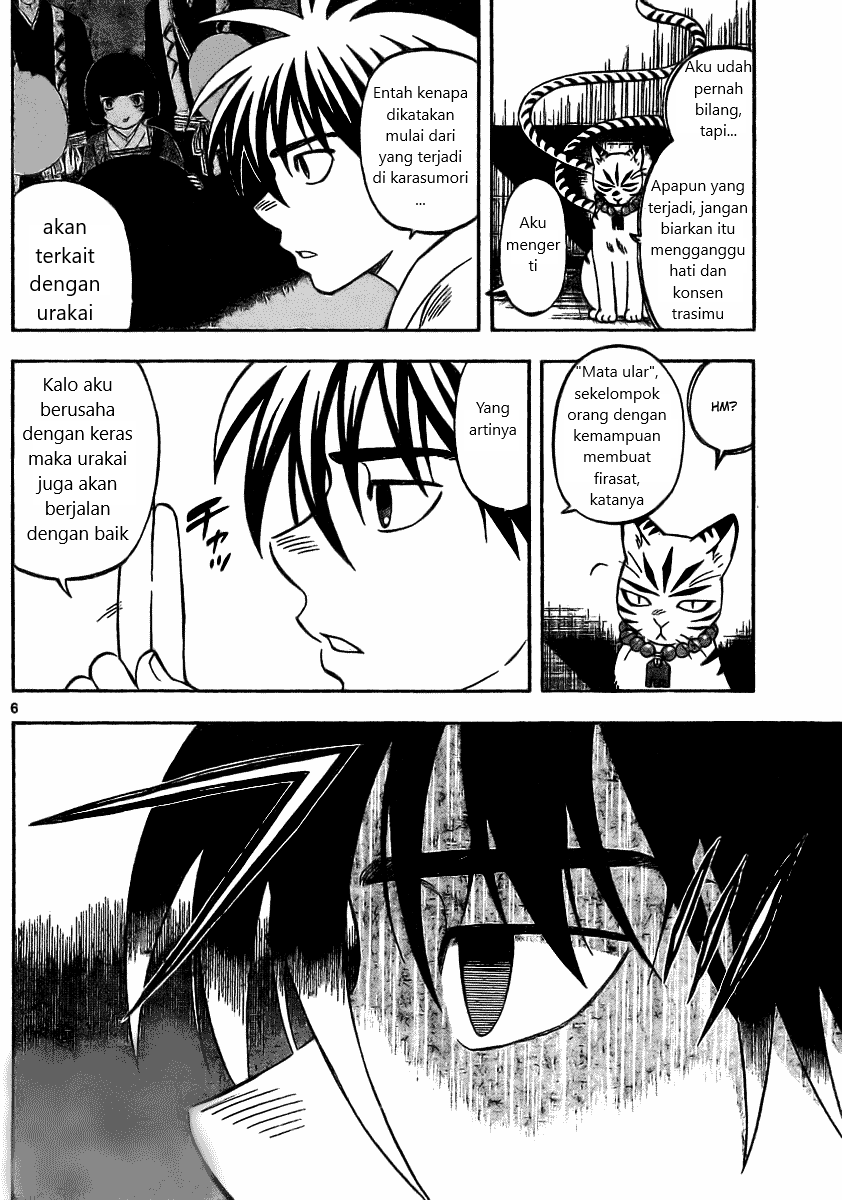 Aku udah
pernah
bilang,
tapi...
Apapun yang
terjadi, jangan
biarkan itu
mengganggu
hati dan
konsen
trasimu
Aku
menger
ti
Entah kenapa
dikatakan
mulai dari
yang terjadi
di karasumori
...
akan
terkait
dengan
urakai
HM?
"Mata ular",
sekelompok
orang dengan
kemampuan
membuat
firasat,
katanya
Yang
artinya
Kalo aku
berusaha
dengan keras
maka urakai
juga akan
berjalan
dengan baik
チャッ
6